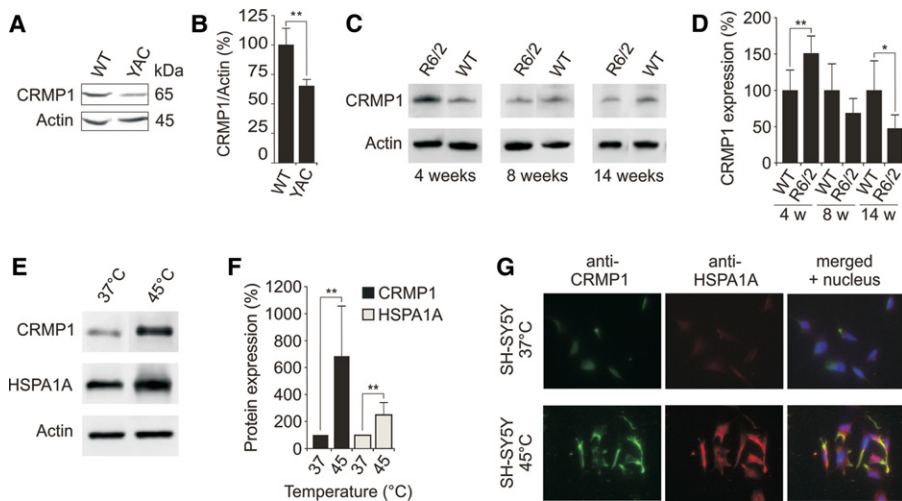 A
WT YAC kDa
CRMP1 65
Actin 45
B
CRMP1/Actin (%)
125
100
75
50
25
0
**
WT YAC
C
R6/2 WT R6/2 WT R6/2 WT
CRMP1
Actin
4 weeks 8 weeks 14 weeks
D
CRMP1 expression (%)
200
150
100
50
0
** *
WT R6/2 WT R6/2 WT R6/2
4 w 8 w 14 w
E
37°C 45°C
CRMP1
HSPA1A
Actin
F
Protein expression (%)
1200
1000
800
600
400
200
0
CRMP1
HSPA1A
** **
37 45 37 45
Temperature (°C)
G
anti-
CRMP1
anti-
HSPA1A
merged
+ nucleus
SH-SY5Y
37°C
SH-SY5Y
45°C